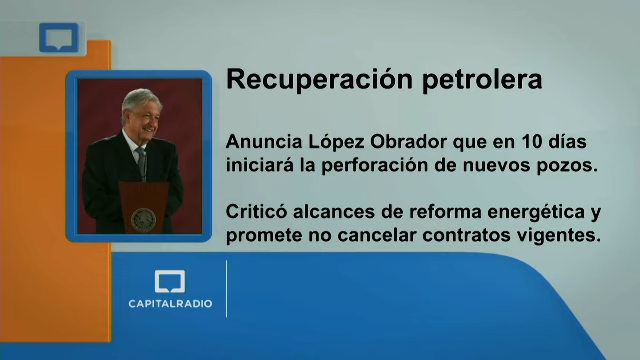 Recuperación petrolera
Anuncia López Obrador que en 10 días
iniciará la perforación de nuevos pozos.
Criticó alcances de reforma energética y
promete no cancelar contratos vigentes.
CAPITALRADIO